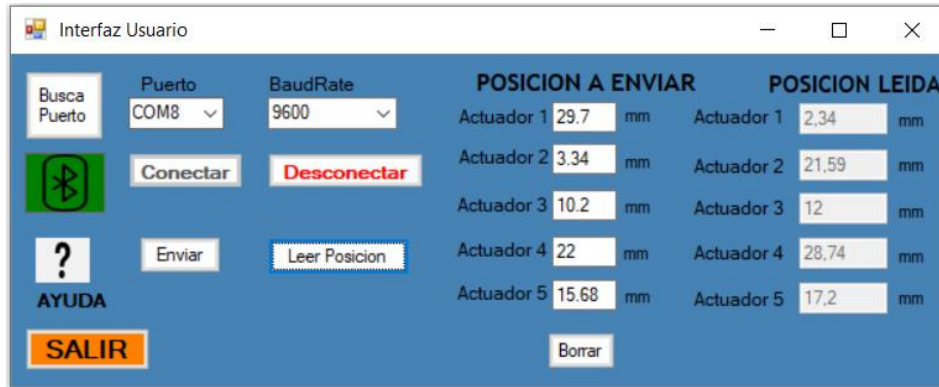 Interfaz Usuario
Busca
Puerto
Puerto
COM8
BaudRate
9600
Conectar
Desconectar
?
AYUDA
Enviar
Leer Posicion
SALIR
POSICION A ENVIAR
Actuador 1 29.7 mm
Actuador 2 3.34 mm
Actuador 3 10.2 mm
Actuador 4 22 mm
Actuador 5 15.68 mm
Borrar
POSICION LEIDA
Actuador 1 2,34 mm
Actuador 2 21,59 mm
Actuador 3 12 mm
Actuador 4 28,74 mm
Actuador 5 17,2 mm